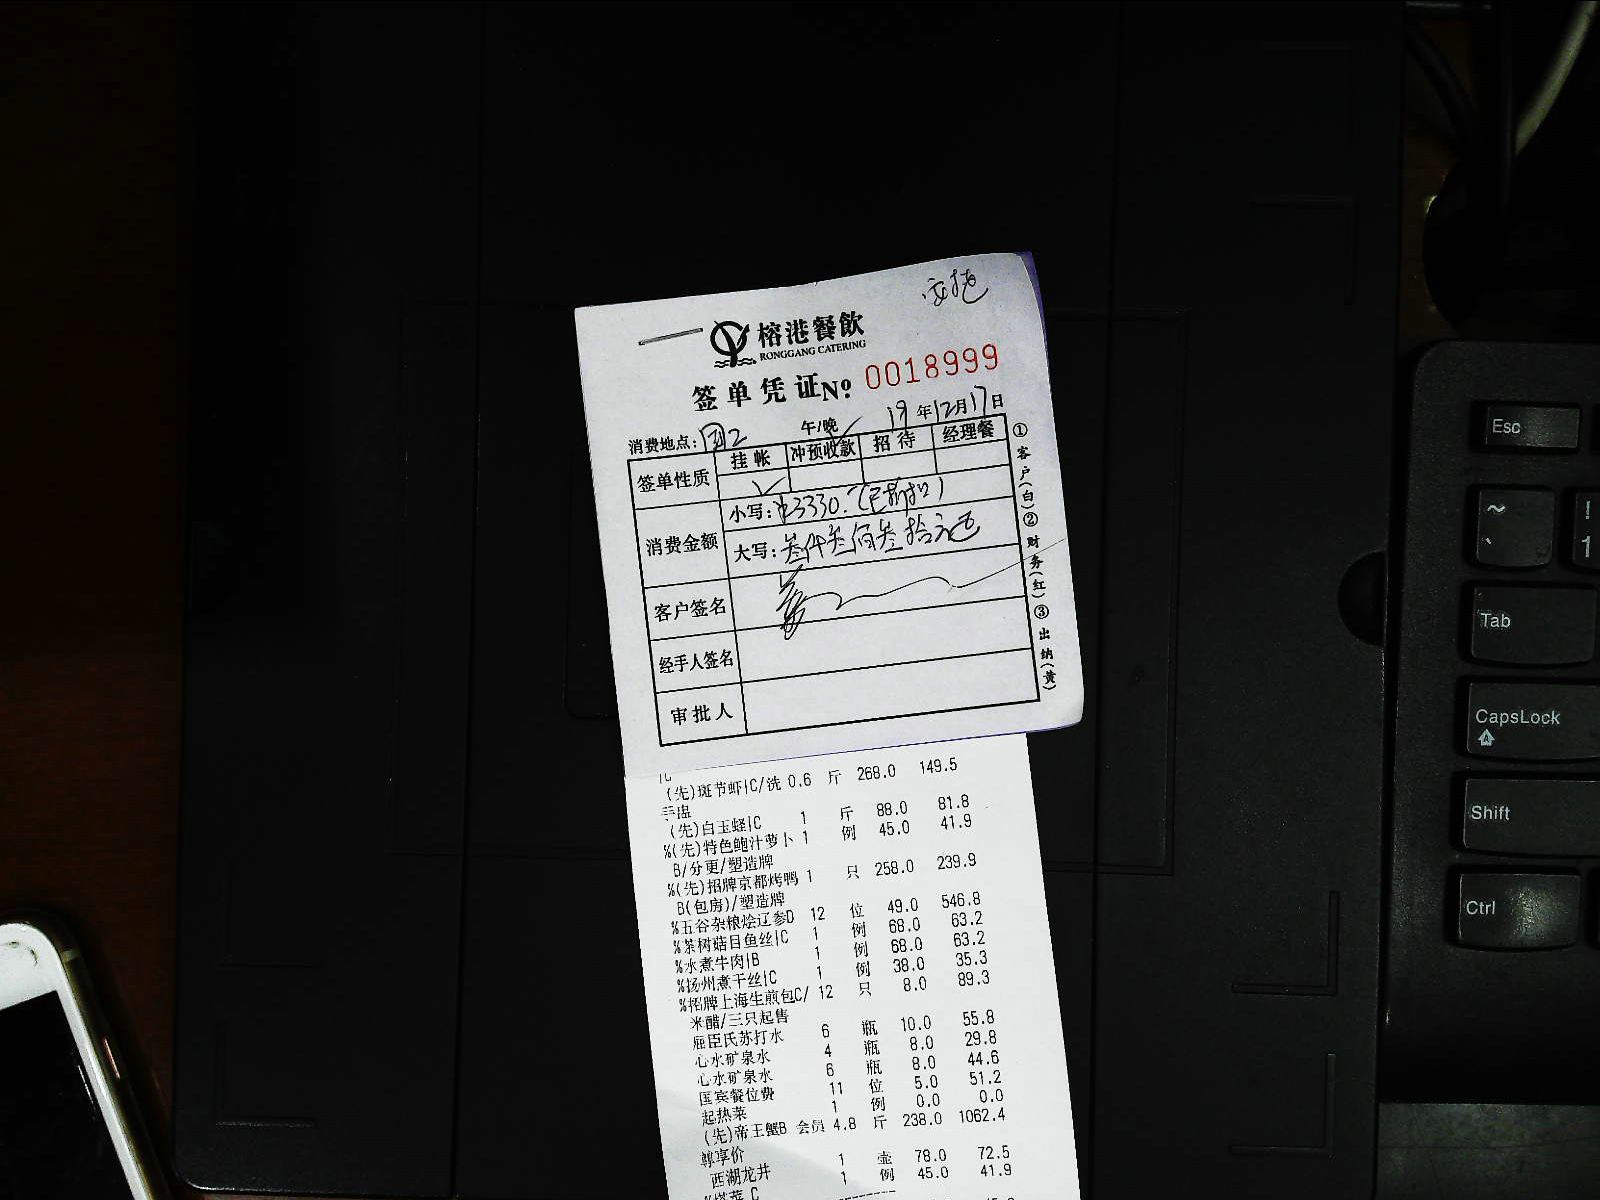 榕港餐飲
RONGGANG CATERING
签单凭证№ 0018999
19年12月17日
消费地点:国2 午/晚
签单性质 挂帐 冲预收款 招待 经理餐
消费金额 小写:¥3330.(已折扣)
大写:叁仟叁佰叁拾元
客户签名
经手人签名
审批人
①客户(白)②财务(红)③出纳(黄)
(先)斑节虾|C/洗 0.6 斤 268.0 149.5
手盅
(先)白玉蛏|C 1 斤 88.0 81.8
%(先)特色鲍汁萝卜 1 例 45.0 41.9
B/分更/塑造牌
%(先)招牌京都烤鸭 1 只 258.0 239.9
B(包房)/塑造牌
%五谷杂粮烩辽参D 12 位 49.0 546.8
%茶树菇目鱼丝|C 1 例 68.0 63.2
%水煮牛肉|B 1 例 68.0 63.2
%扬州煮干丝|C 1 例 38.0 35.3
%招牌上海生煎包C/ 12 只 8.0 89.3
米醋/三只起售
屈臣氏苏打水 6 瓶 10.0 55.8
心水矿泉水 4 瓶 8.0 29.8
心水矿泉水 6 瓶 8.0 44.6
国宾餐位费 11 位 5.0 51.2
起热菜 1 例 0.0 0.0
(先)帝王蟹B 会员 4.8 斤 238.0 1062.4
尊享价
西湖龙井 1 壶 78.0 72.5
1 例 45.0 41.9